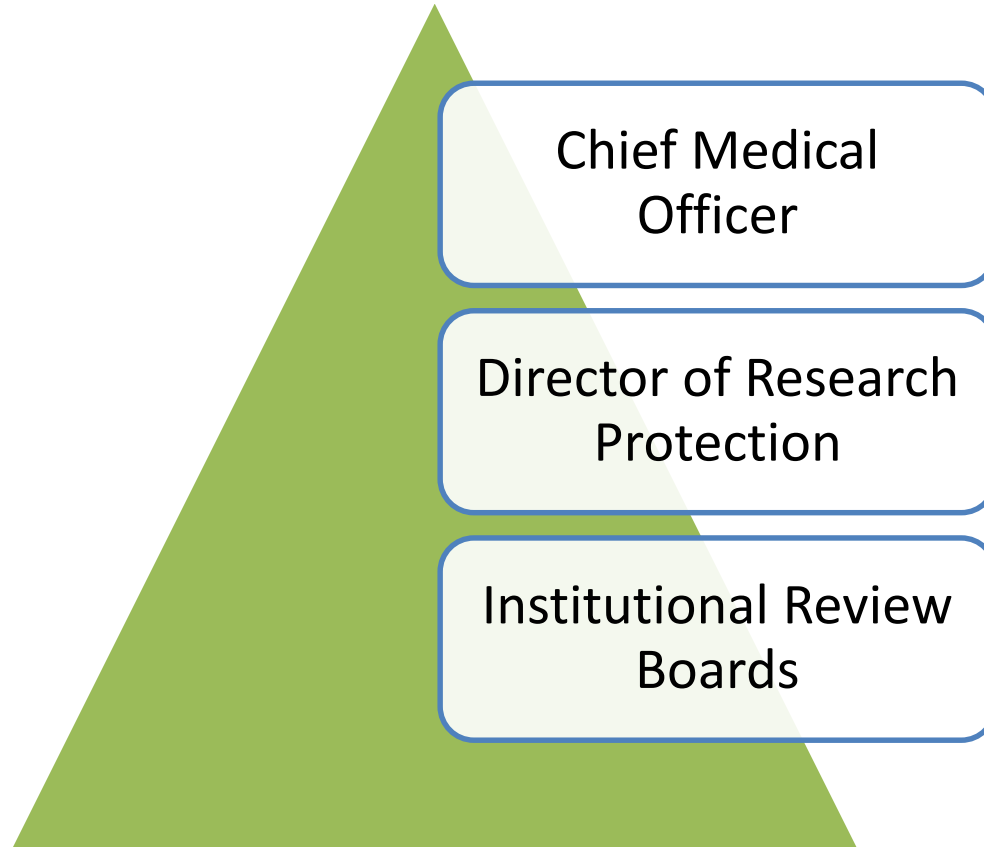 Chief Medical
Officer
Director of Research
Protection
Institutional Review
Boards